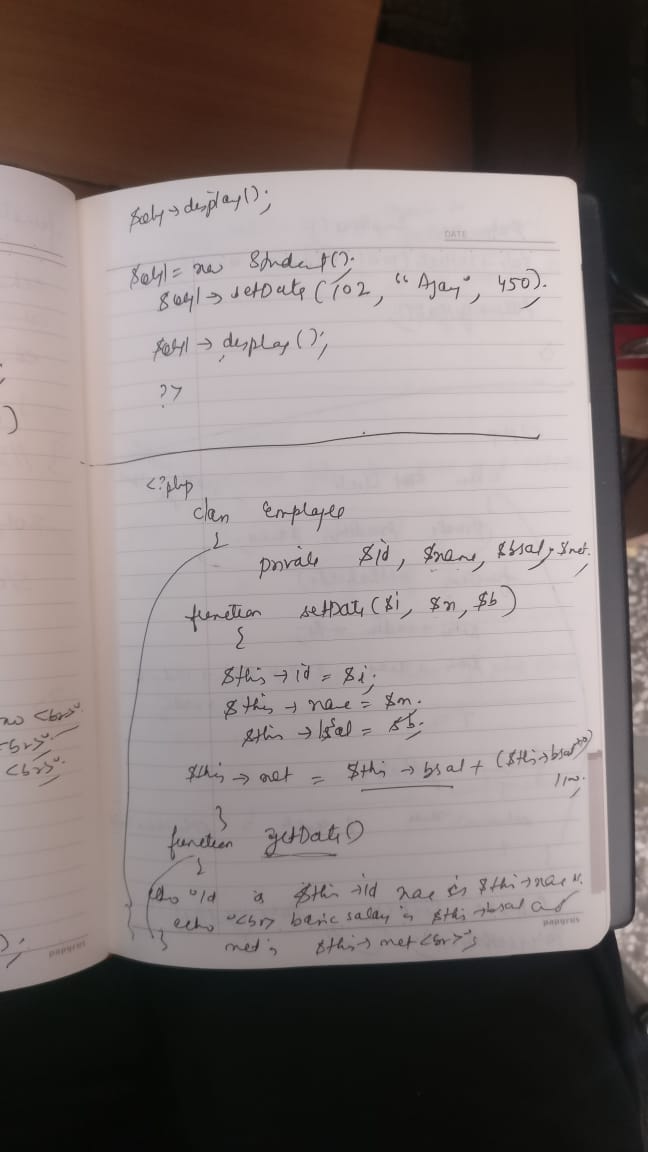 $obj→display();
DATE
$obj1 = new Student();
$obj1→setData(102, "Ajay", 450);
$obj1→display();
?>
<?php
class employee
{
private $id, $name, $bsal, $net;
function setData($i, $n, $b)
{
$this→id = $i;
$this→name = $n;
$this→bsal = $b;
$this→net = $this→bsal + ($this→bsal*10)
/100;
}
function getData()
{
echo "Id is $this→id name is $this→name";
echo "<br> basic salary is $this→bsal and
net is $this→net<br>";
}
}
no <br>";
<br>";
<br>";
)
;
);
papyrus
papyrus